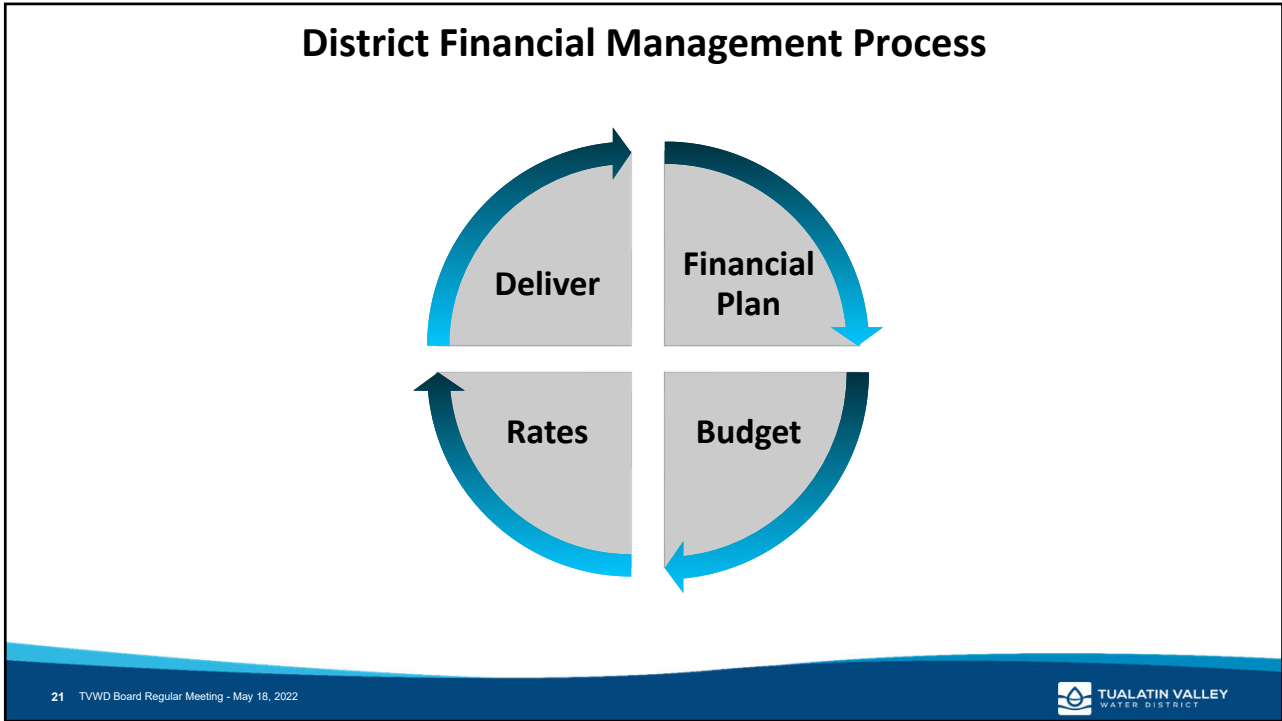 District Financial Management Process
Deliver
Financial
Plan
Rates
Budget
21 TVWD Board Regular Meeting - May 18, 2022
TUALATIN VALLEY
WATER DISTRICT